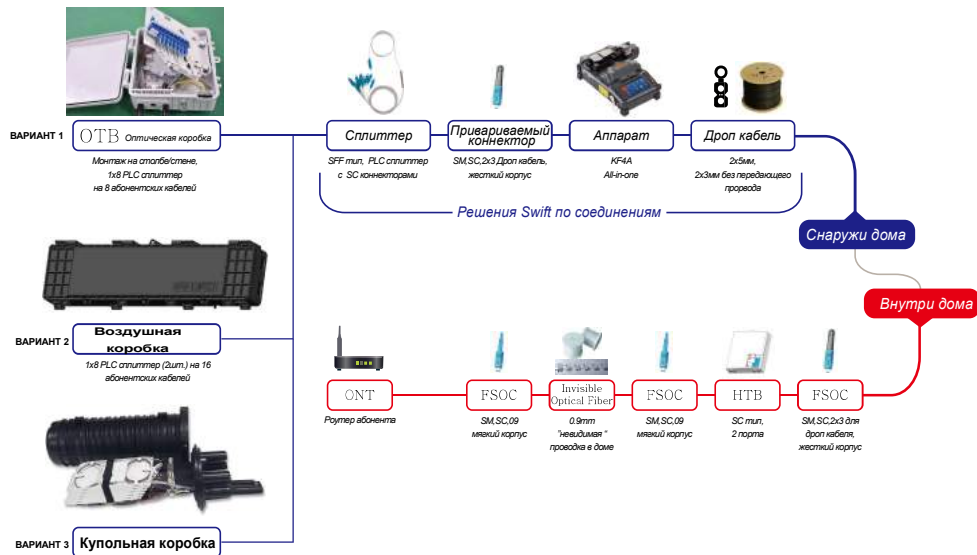 ВАРИАНТ 1
OTB Оптическая коробка
Монтаж на столбе/стене,
1x8 PLC сплиттер
на 8 абонентских кабелей
Сплиттер
SFF тип, PLC сплиттер
с SC коннекторами
Привариваемый
коннектор
SM,SC,2x3 Дроп кабель,
жесткий корпус
Аппарат
KF4A
All-in-one
Дроп кабель
2x5мм,
2x3мм без передающего
прровода
Решения Swift по соединениям
Снаружи дома
Внутри дома
ВАРИАНТ 2
Воздушная
коробка
1x8 PLC сплиттер (2шт.) на 16
абонентских кабелей
ONT
Роутер абонента
FSOC
SM,SC,09
мягкий корпус
Invisible
Optical Fiber
0.9mm
"невидимая "
проводка в доме
FSOC
SM,SC,09
мягкий корпус
HTB
SC тип,
2 порта
FSOC
SM,SC,2x3 для
дроп кабеля,
жесткий корпус
ВАРИАНТ 3
Купольная коробка